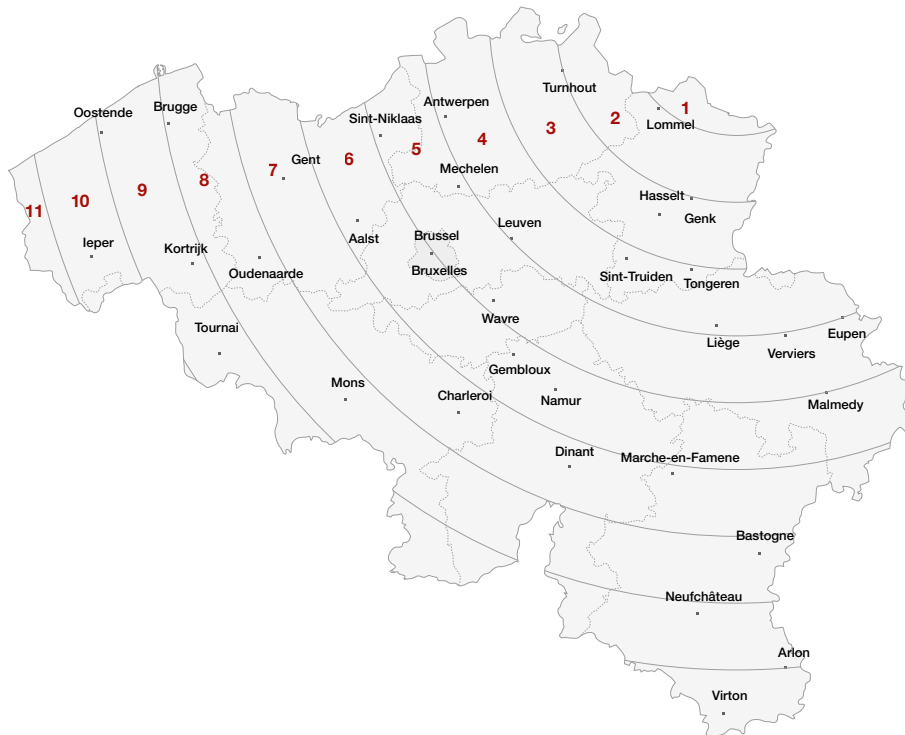 Turnhout
Oostende
Brugge
Antwerpen
1
Sint-Niklaas
2
Lommel
3
4
5
6
Gent
7
Mechelen
8
9
10
Hasselt
11
Genk
Leuven
Aalst
Brussel
Ieper
Kortrijk
Oudenaarde
Bruxelles
Sint-Truiden
Tongeren
Wavre
Tournai
Eupen
Liège
Verviers
Gembloux
Mons
Charleroi
Namur
Malmedy
Dinant
Marche-en-Famene
Bastogne
Neufchâteau
Arlon
Virton